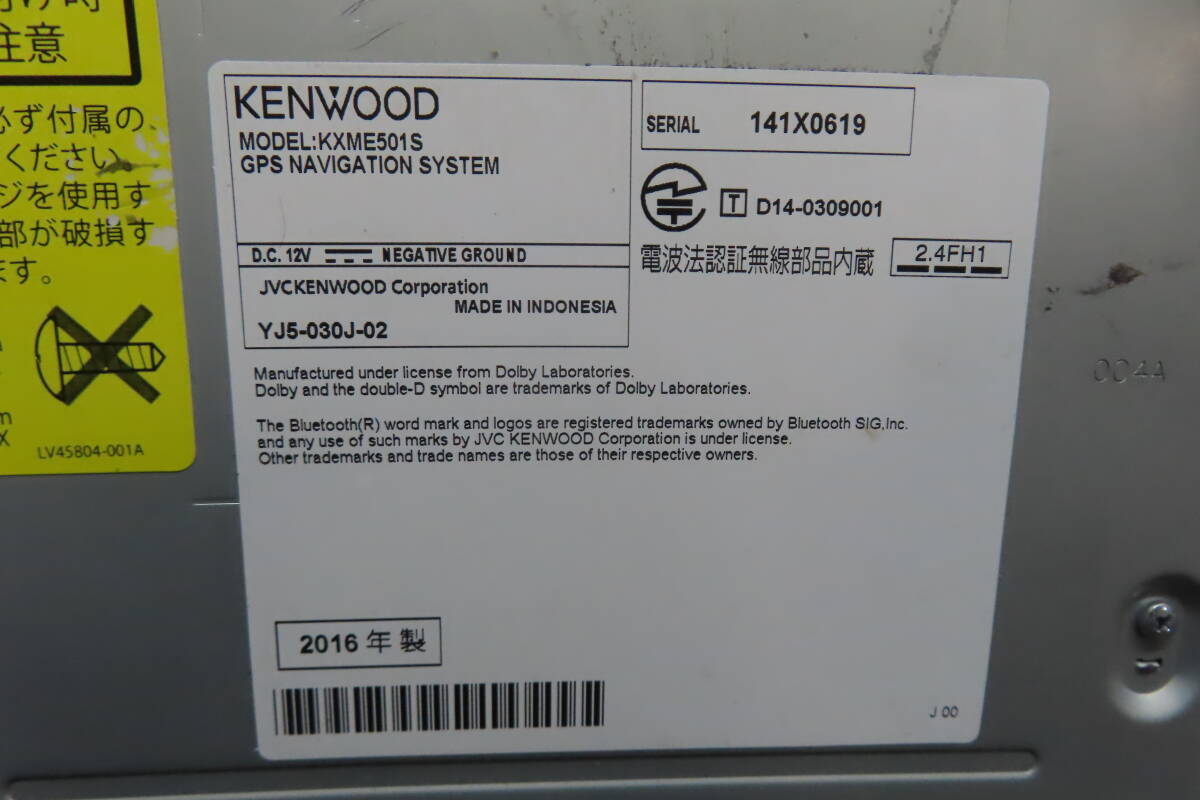 付け時
注意
必ず付属の
ください。
ジを使用す
部が破損す
ます。
m
X
LV45804-001A
KENWOOD
MODEL:KXME501S
GPS NAVIGATION SYSTEM
D.C. 12V NEGATIVE GROUND
JVCKENWOOD Corporation
MADE IN INDONESIA
YJ5-030J-02
SERIAL 141X0619
T D14-0309001
電波法認証無線部品内蔵 2.4FH1
Manufactured under license from Dolby Laboratories.
Dolby and the double-D symbol are trademarks of Dolby Laboratories.
The Bluetooth(R) word mark and logos are registered trademarks owned by Bluetooth SIG,Inc.
and any use of such marks by JVC KENWOOD Corporation is under license.
Other trademarks and trade names are those of their respective owners.
2016 年 製
J 00
004A